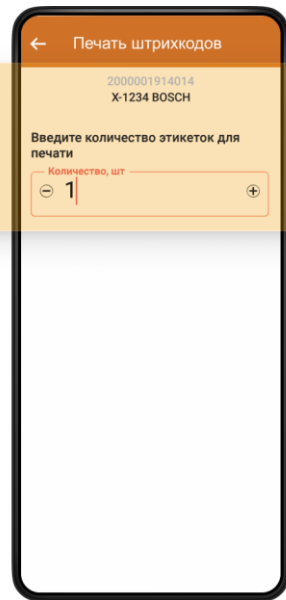 Печать штрихкодов
2000001914014
X-1234 BOSCH
Введите количество этикеток для
печати
Количество, шт
1